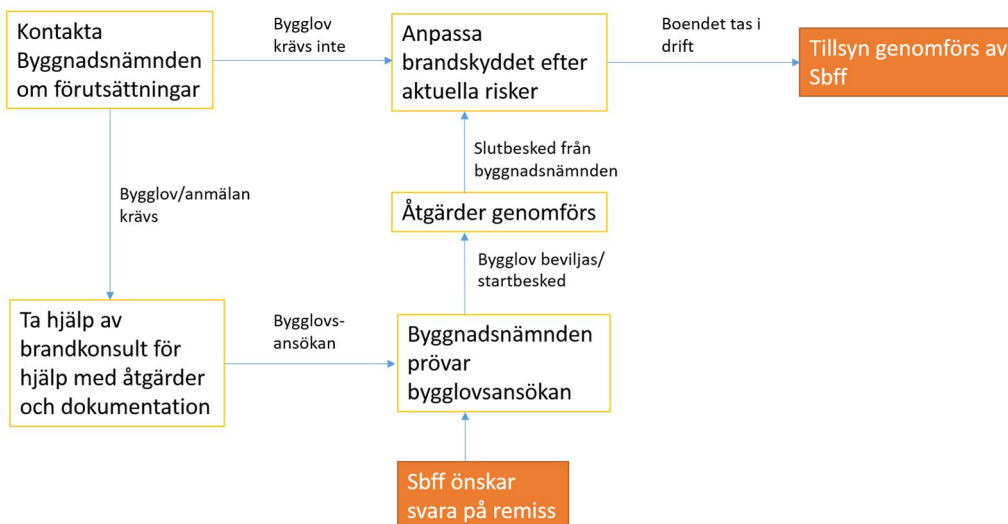 Kontakta
Byggnadsnämnden
om förutsättningar
Bygglov
krävs inte
Anpassa
brandskyddet efter
aktuella risker
Boendet tas i
drift
Tillsyn genomförs av
Sbff
Bygglov/anmälan
krävs
Slutbesked från
byggnadsnämnden
Åtgärder genomförs
Bygglov beviljas/
startbesked
Ta hjälp av
brandkonsult för
hjälp med åtgärder
och dokumentation
Bygglovs-
ansökan
Byggnadsnämnden
prövar
bygglovsansökan
Sbff önskar
svara på remiss